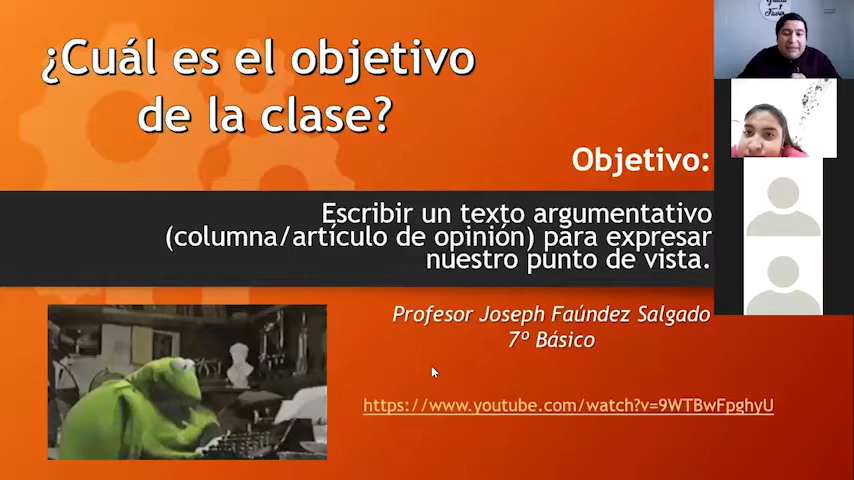 ¿Cuál es el objetivo
de la clase?
Objetivo:
Escribir un texto argumentativo
(columna/artículo de opinión) para expresar
nuestro punto de vista.
Profesor Joseph Faúndez Salgado
7º Básico
https://www.youtube.com/watch?v=9WTBwFpghyU